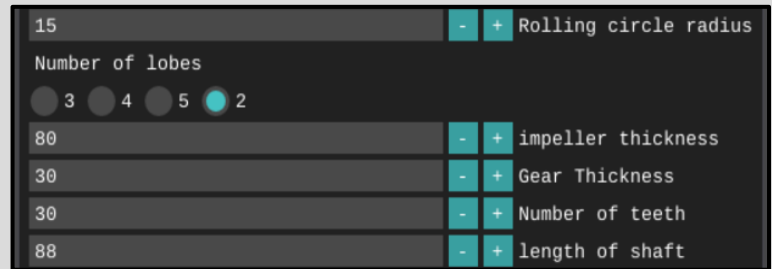 15 - + Rolling circle radius
Number of lobes
3 4 5 2
80 - + impeller thickness
30 - + Gear Thickness
30 - + Number of teeth
88 - + length of shaft